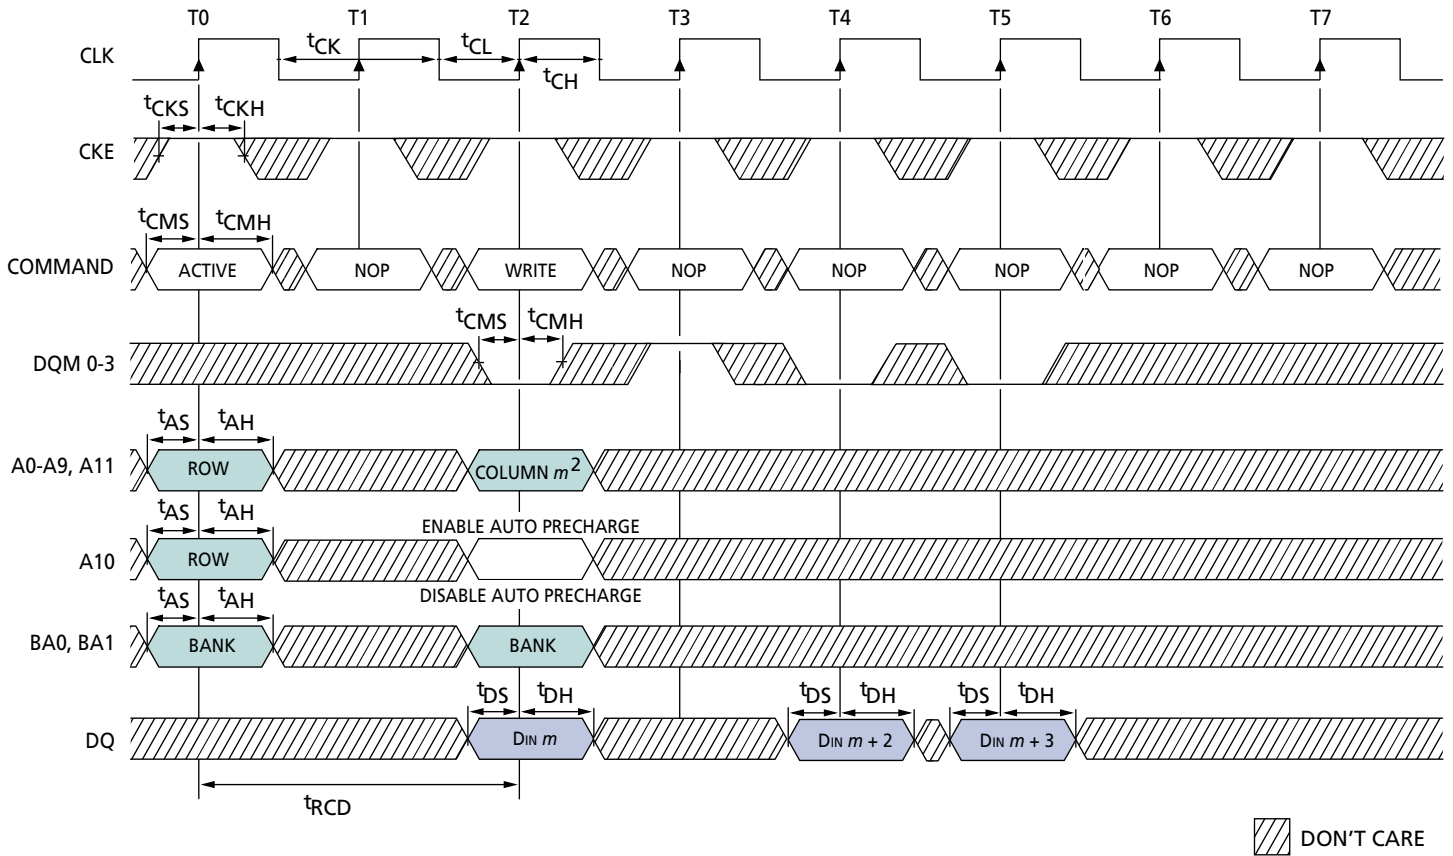 T0 T1 T2 T3 T4 T5 T6 T7
CLK
tCK tCL
tCH
tCKS tCKH
CKE
tCMS tCMH
COMMAND ACTIVE NOP WRITE NOP NOP NOP NOP NOP
tCMS tCMH
DQM 0-3
tAS tAH
A0-A9, A11 ROW COLUMN m2
tAS tAH ENABLE AUTO PRECHARGE
A10 ROW
DISABLE AUTO PRECHARGE
tAS tAH
BA0, BA1 BANK BANK
tDS tDH tDS tDH tDS tDH
DQ DIN m DIN m + 2 DIN m + 3
tRCD
DON'T CARE